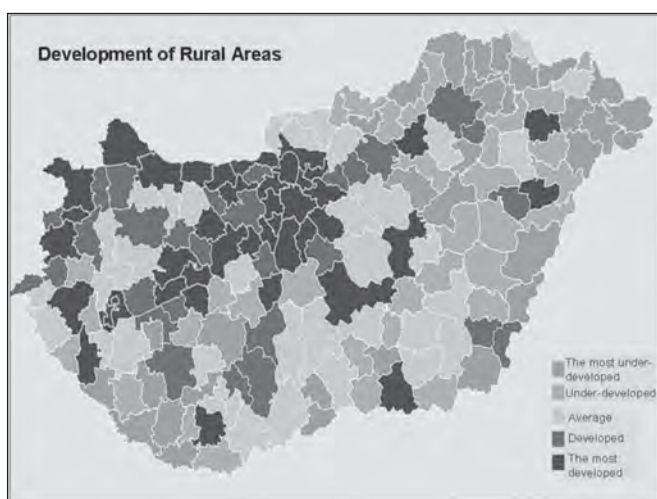 Development of Rural Areas
The most under-
developed
Under-developed
Average
Developed
The most
developed